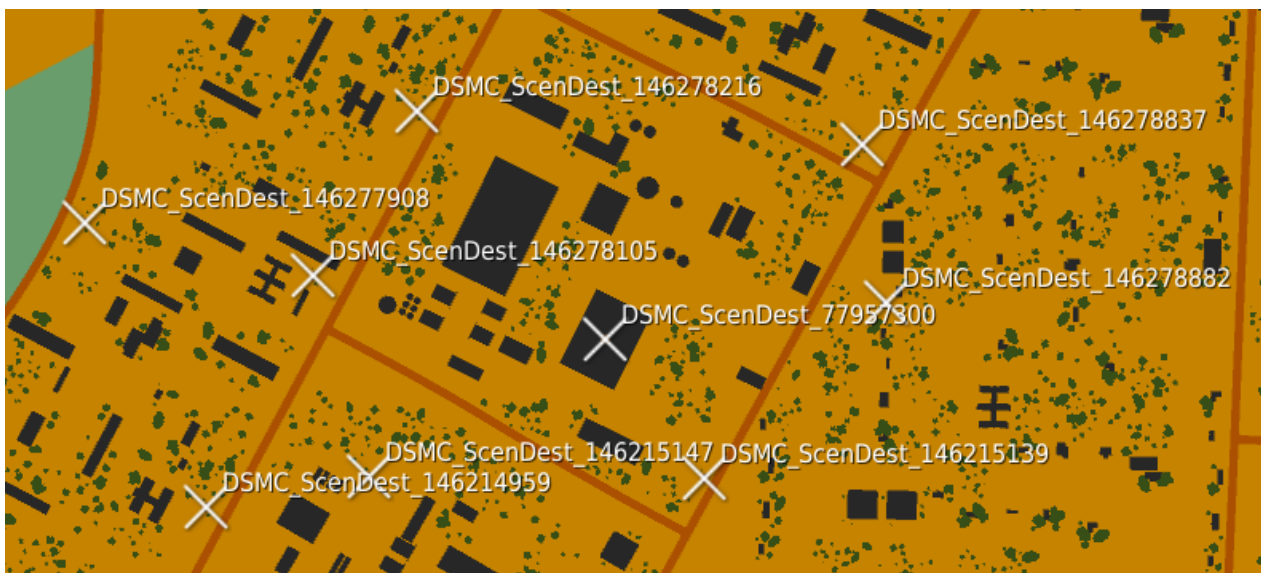 DSMC_ScenDest_146278216
DSMC_ScenDest_146278837
DSMC_ScenDest_146277908
DSMC_ScenDest_146278105
DSMC_ScenDest_146278882
DSMC_ScenDest_77957300
DSMC_ScenDest_146215147
DSMC_ScenDest_146215139
DSMC_ScenDest_146214959